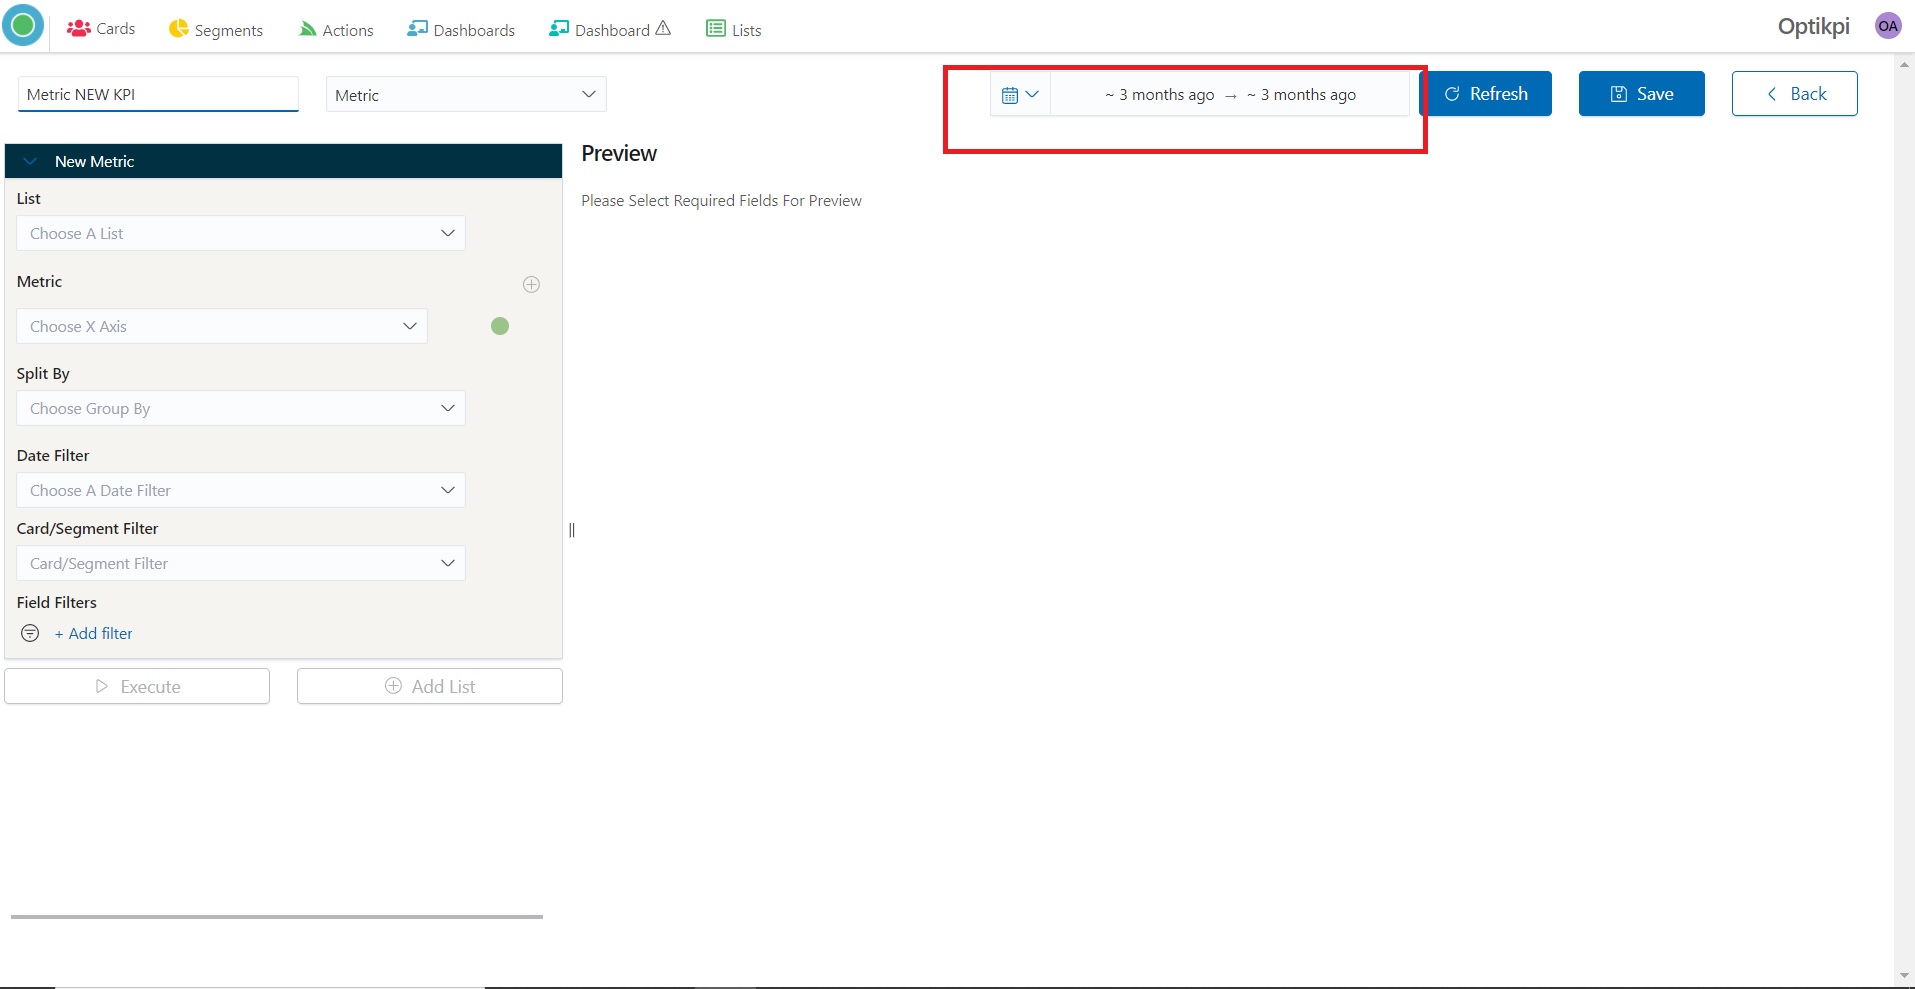 Cards Segments Actions Dashboards Dashboard Lists Optikpi OA
Metric NEW KPI Metric ~ 3 months ago → ~ 3 months ago Refresh Save Back
New Metric
List
Choose A List
Metric
Choose X Axis
Split By
Choose Group By
Date Filter
Choose A Date Filter
Card/Segment Filter
Card/Segment Filter
Field Filters
+ Add filter
Execute Add List
Preview
Please Select Required Fields For Preview